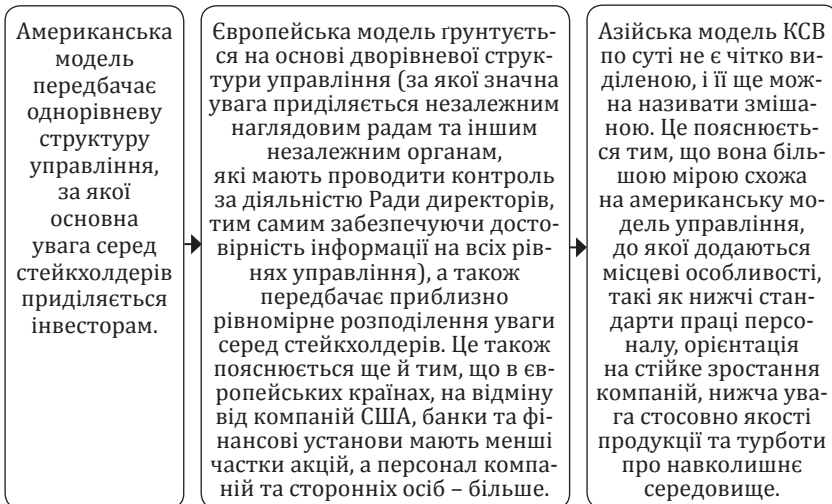 Американська
модель
передбачає
однорівневу
структуру
управління,
за якої
основна
увага серед
стейкхолдерів
приділяється
інвесторам.
Європейська модель ґрунтуєть-
ся на основі дворівневої струк-
тури управління (за якої значна
увага приділяється незалежним
наглядовим радам та іншим
незалежним органам,
які мають проводити контроль
за діяльністю Ради директорів,
тим самим забезпечуючи досто-
вірність інформації на всіх рів-
нях управління), а також
передбачає приблизно
рівномірне розподілення уваги
серед стейкхолдерів. Це також
пояснюється ще й тим, що в єв-
ропейських країнах, на відміну
від компаній США, банки та фі-
нансові установи мають менші
частки акцій, а персонал компа-
ній та сторонніх осіб – більше.
Азійська модель КСВ
по суті не є чітко ви-
діленою, і її ще мож-
на називати зміша-
ною. Це пояснюєть-
ся тим, що вона біль-
шою мірою схожа
на американську мо-
дель управління,
до якої додаються
місцеві особливості,
такі як нижчі стан-
дарти праці персо-
налу, орієнтація
на стійке зростання
компаній, нижча ува-
га стосовно якості
продукції та турботи
про навколишнє
середовище.